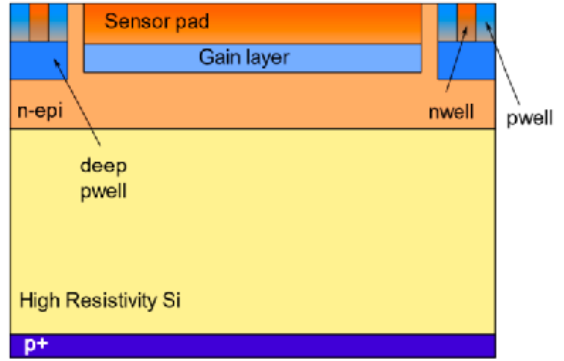 Sensor pad
Gain layer
n-epi
nwell
pwell
deep
pwell
High Resistivity Si
p+